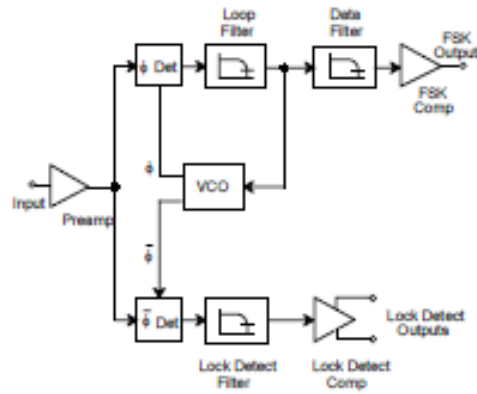 Loop
Filter
Data
Filter
FSK
Output
ϕ Det
FSK
Comp
ϕ
VCO
Input
Preamp
ϕ̅
ϕ̅ Det
Lock Detect
Outputs
Lock Detect
Filter
Lock Detect
Comp